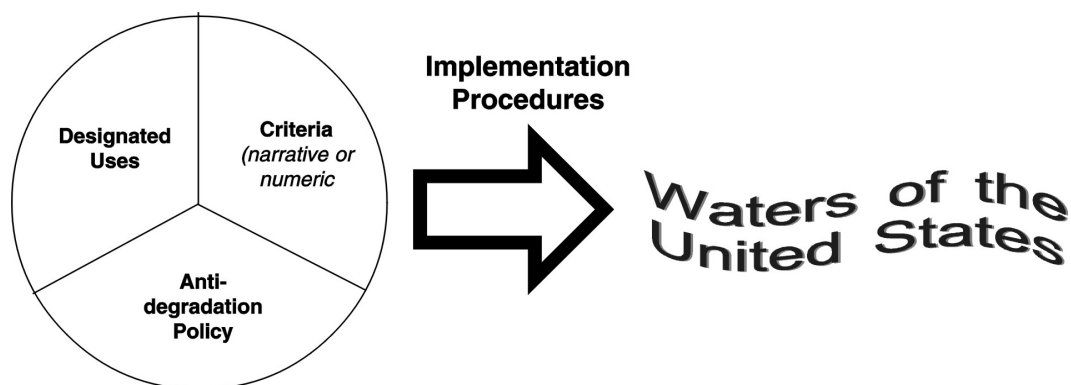 Designated
Uses
Criteria
(narrative or
numeric
Anti-
degradation
Policy
Implementation
Procedures
Waters of the
United States